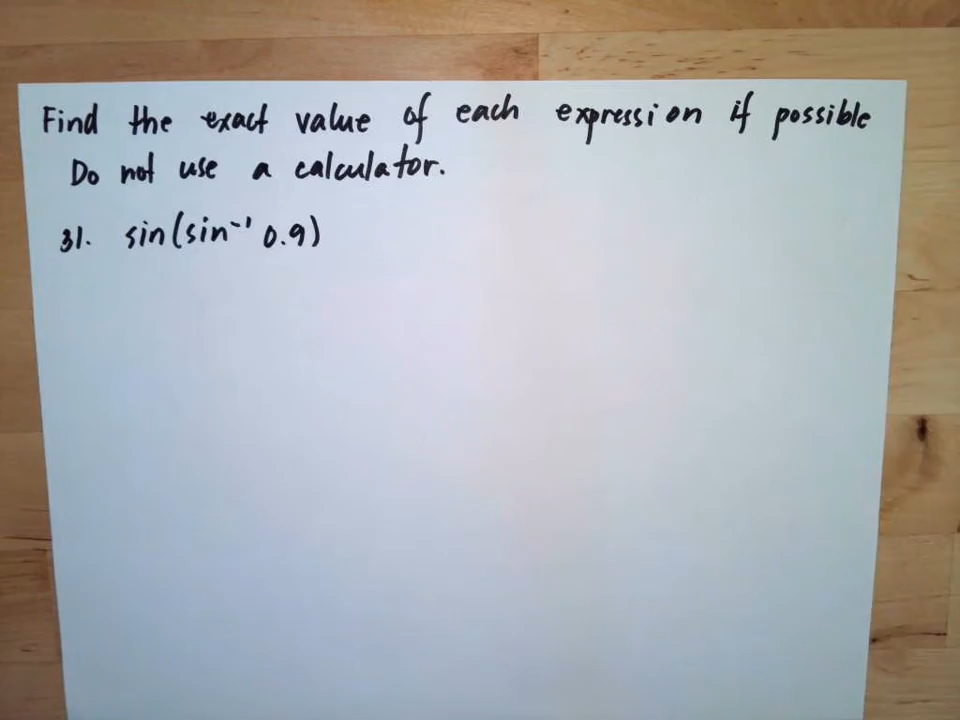 Find the exact value of each expression if possible
Do not use a calculator.
31. sin(sin⁻¹ 0.9)